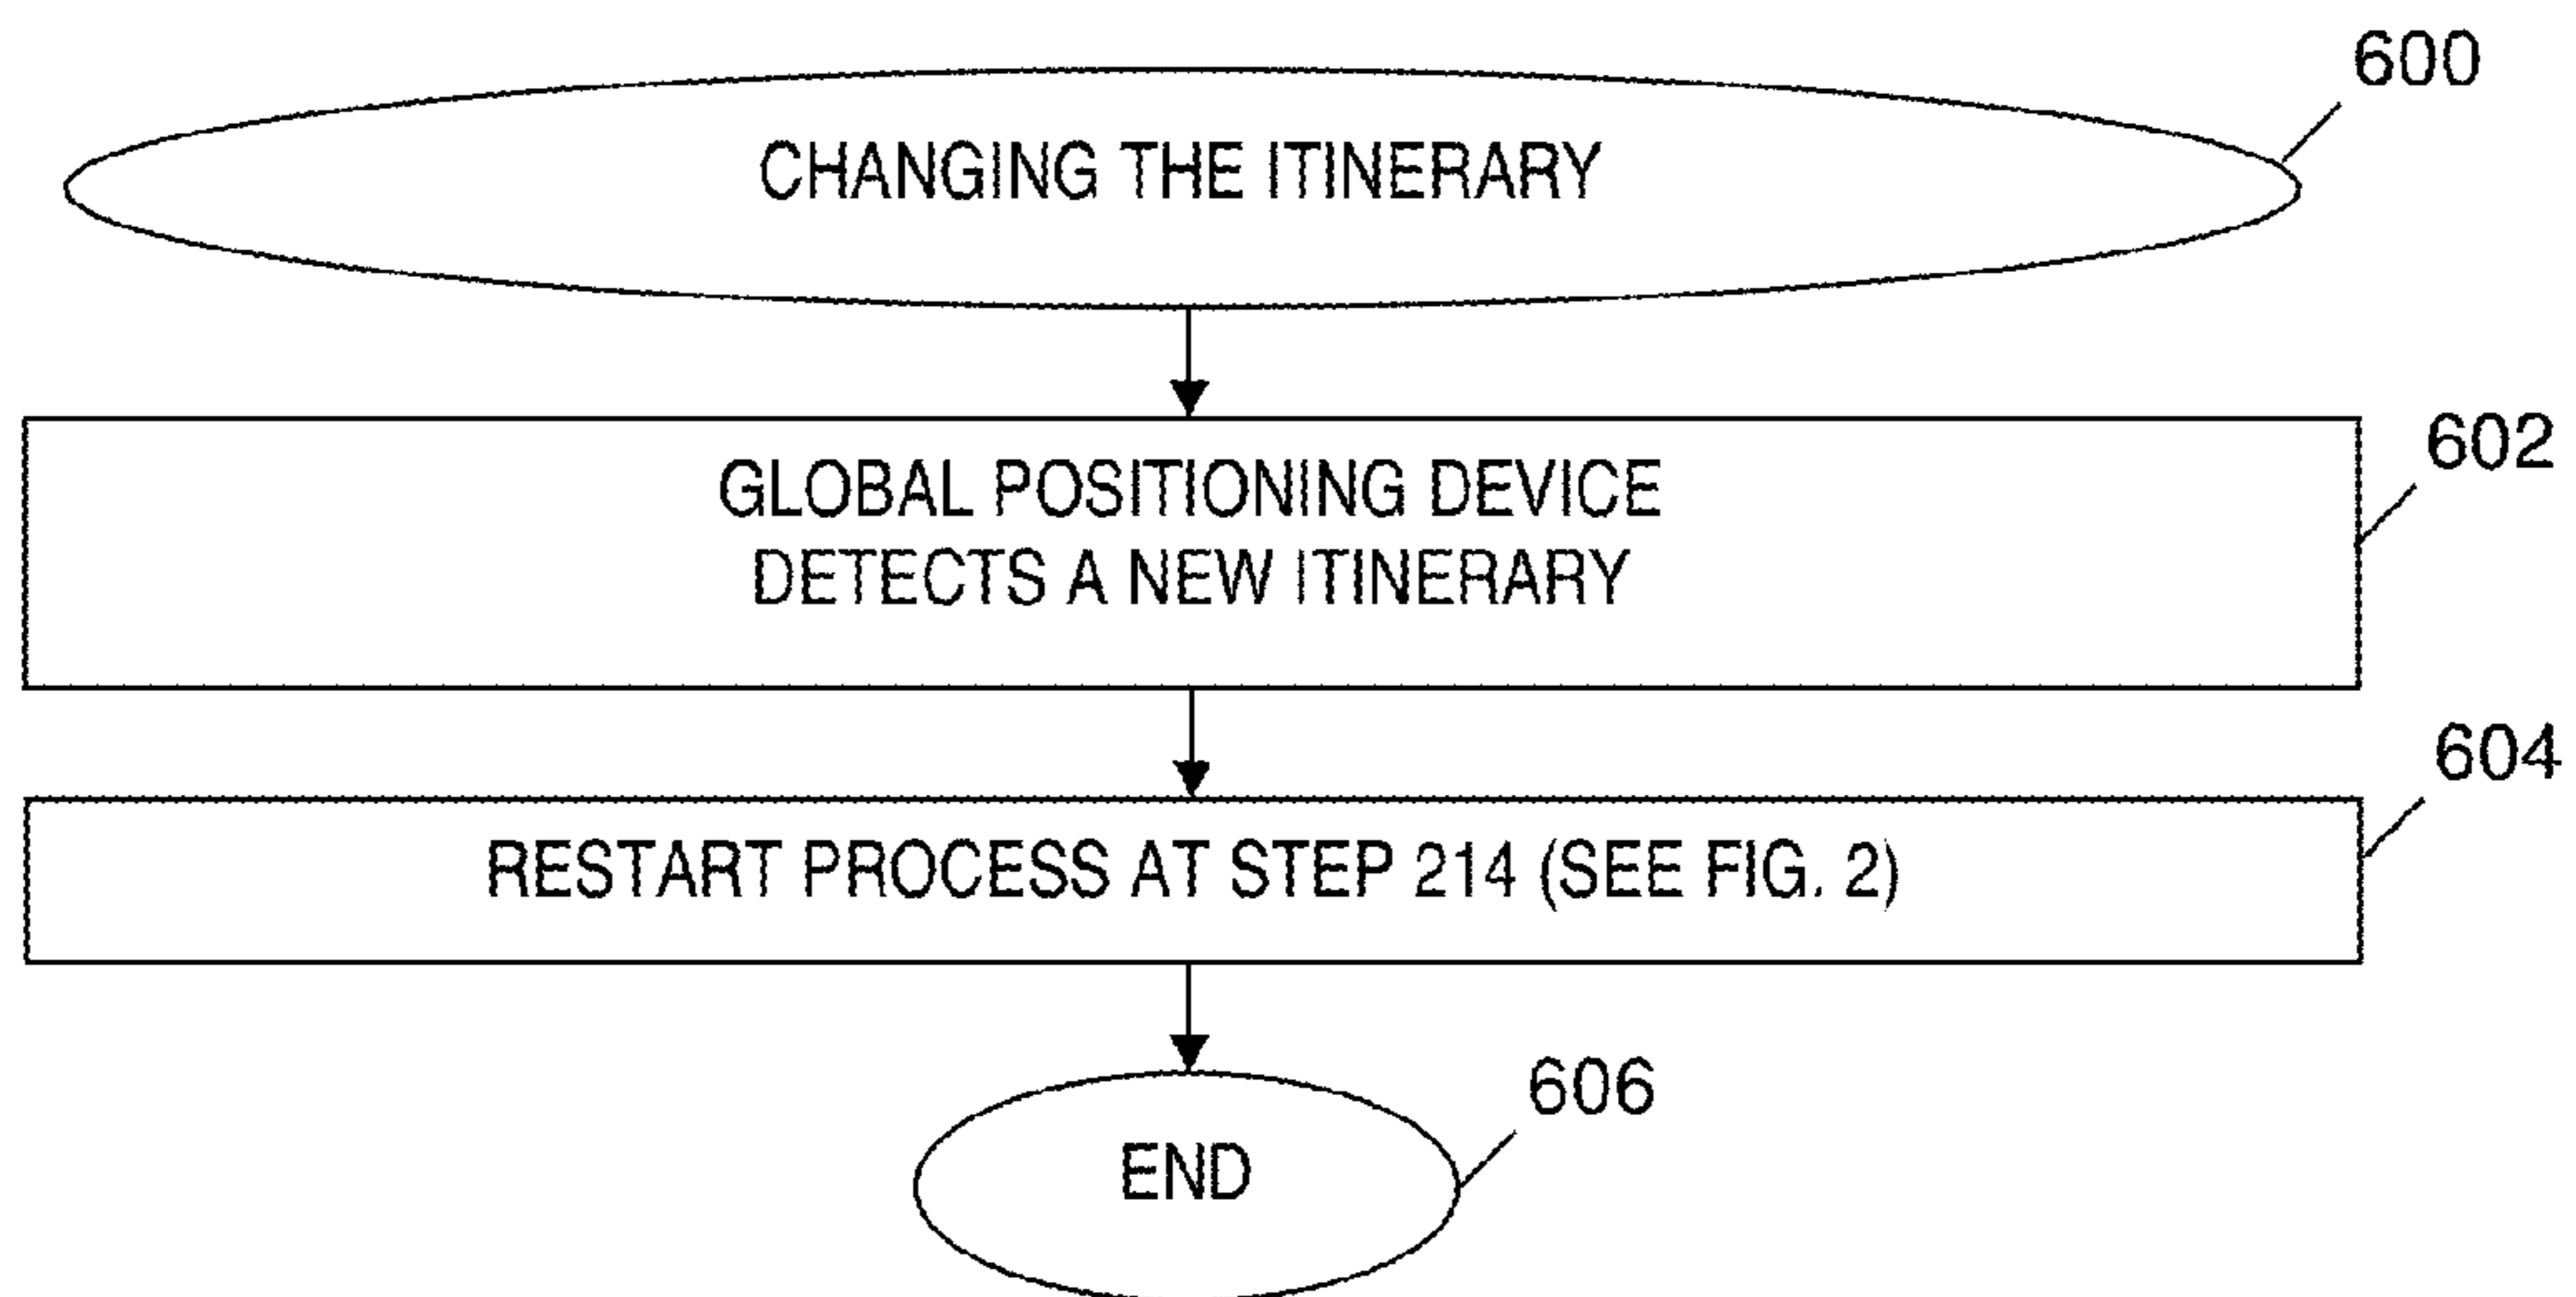 600
CHANGING THE ITINERARY
602
GLOBAL POSITIONING DEVICE
DETECTS A NEW ITINERARY
604
RESTART PROCESS AT STEP 214 (SEE FIG. 2)
606
END